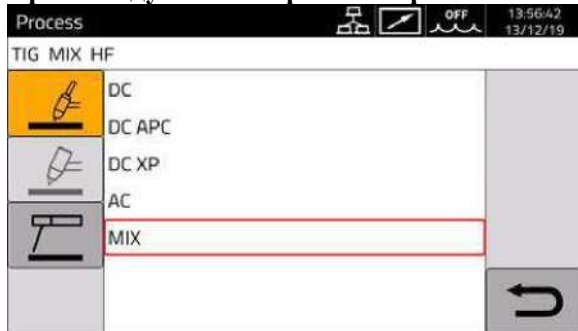 Process
OFF
13:56:42
13/12/19
TIG MIX HF
DC
DC APC
DC XP
AC
MIX